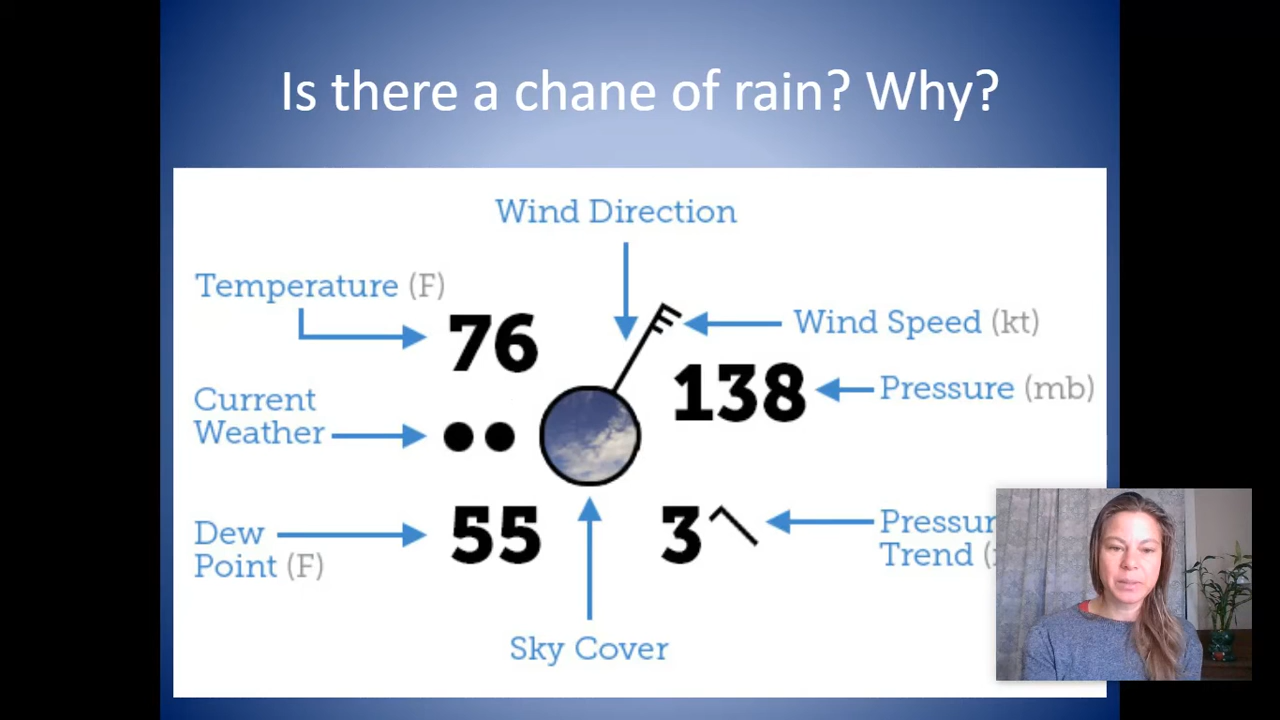 Is there a chane of rain? Why?
Wind Direction
Temperature (F)
76
Wind Speed (kt)
138
Pressure (mb)
Current
Weather
Dew
Point (F)
55
3
Pressur
Trend (
Sky Cover